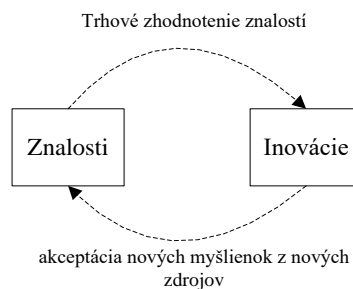 Trhové zhodnotenie znalostí
Znalosti
Inovácie
akceptácia nových myšlienok z nových
zdrojov